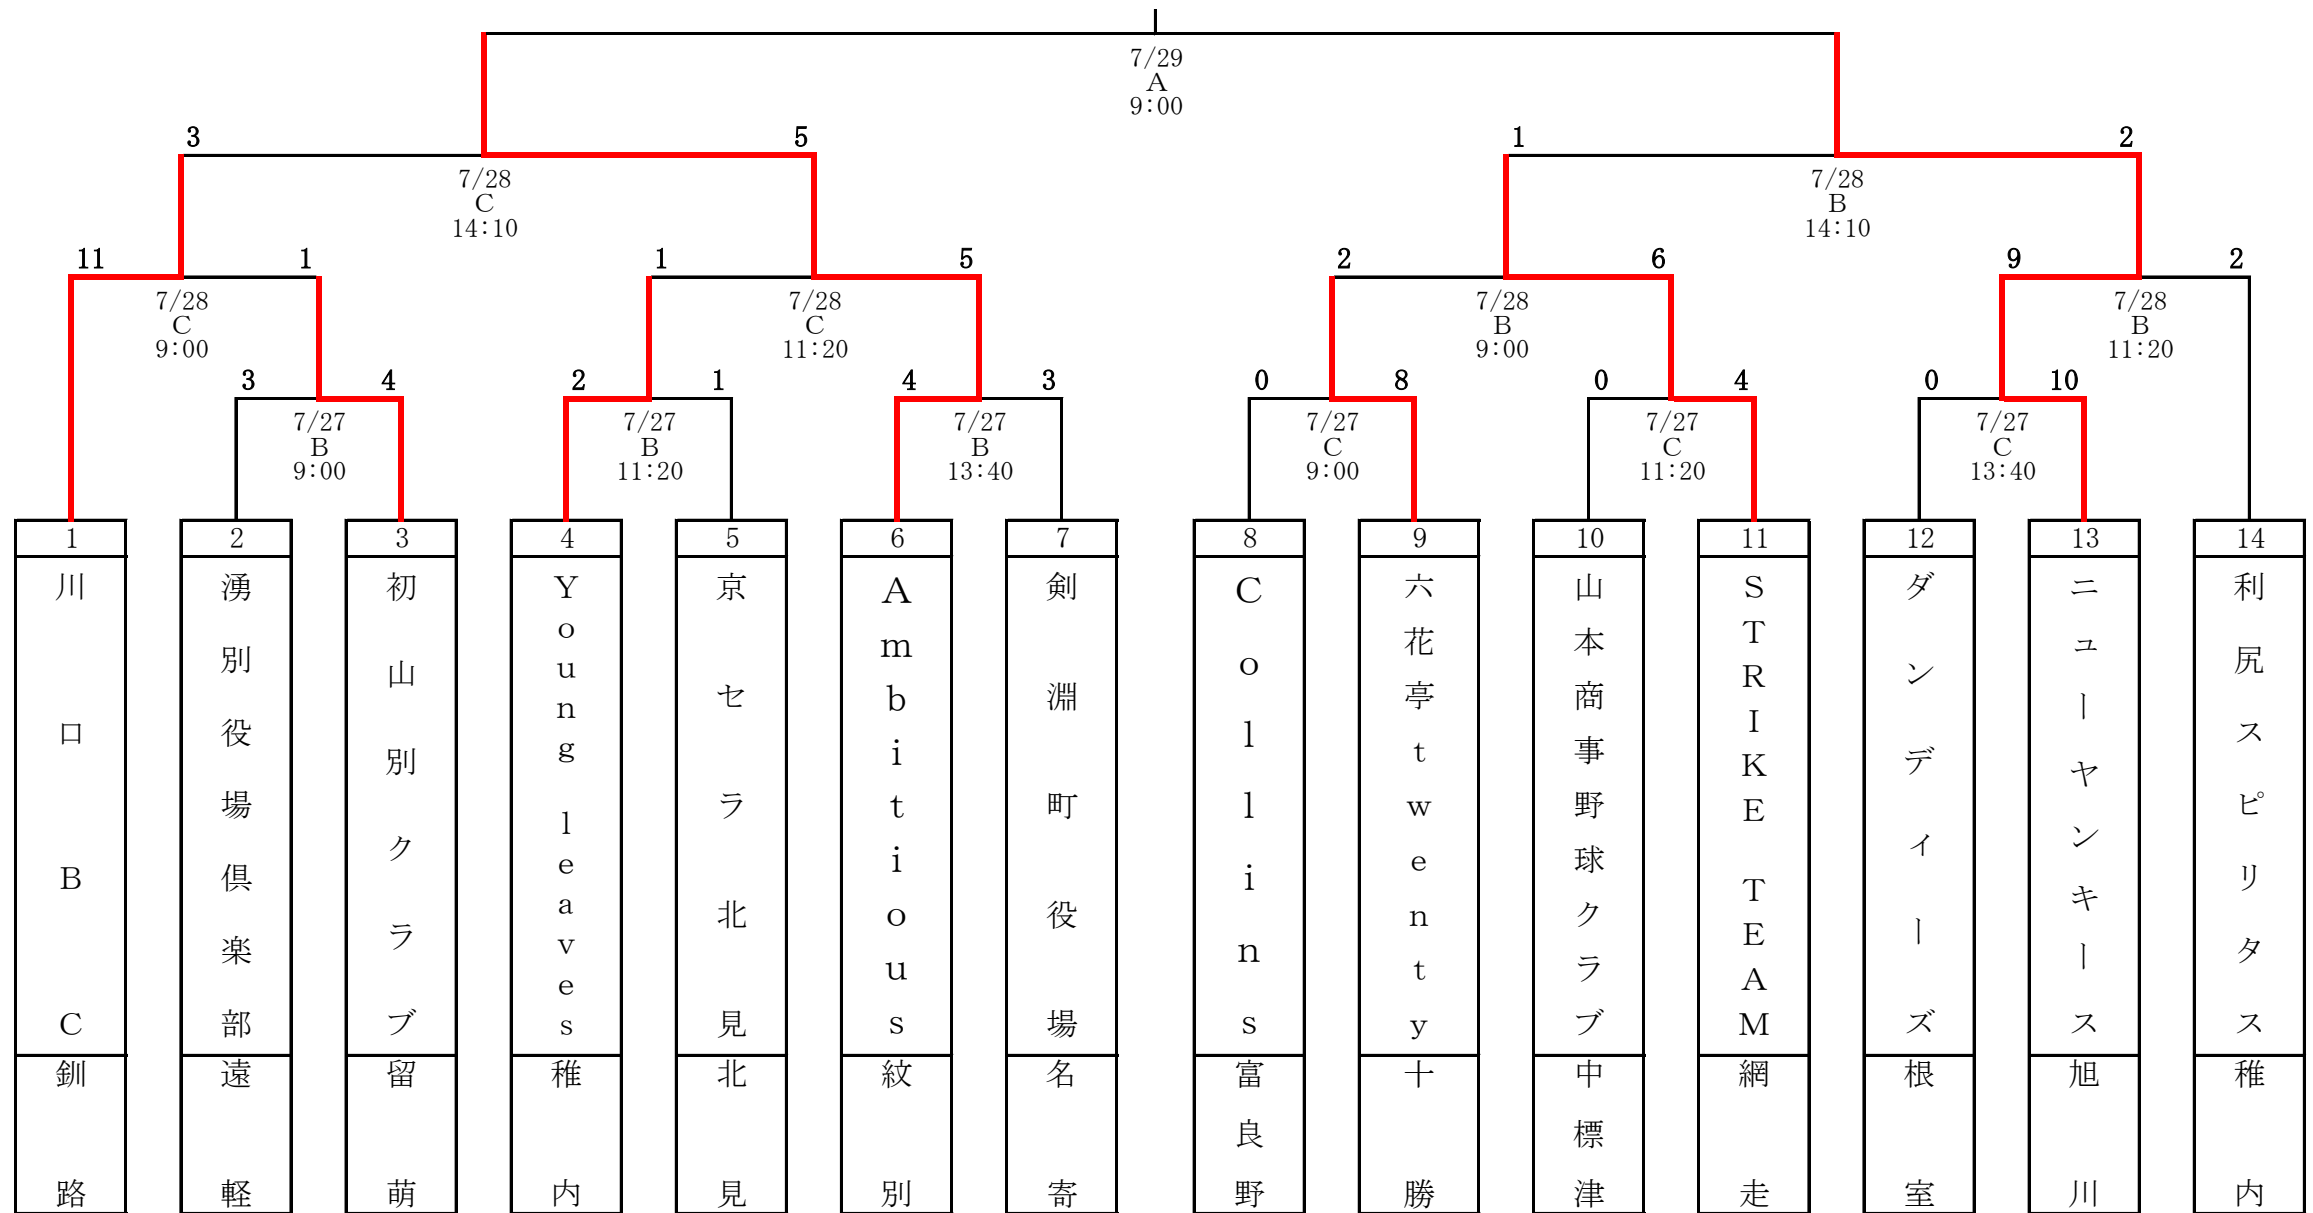 7/29
A
9:00
3
5
1
2
7/28
C
14:10
7/28
B
14:10
11
1
1
5
2
6
9
2
7/28
C
9:00
7/28
C
11:20
7/28
B
9:00
7/28
B
11:20
3
4
2
1
4
3
0
8
0
4
0
10
7/27
B
9:00
7/27
B
11:20
7/27
B
13:40
7/27
C
9:00
7/27
C
11:20
7/27
C
13:40
1
川口BC
釧路
2
湧別役場倶楽部
遠軽
3
初山別クラブ
留萌
4
Young leaves
稚内
5
京セラ北見
北見
6
Ambitious
紋別
7
剣淵町役場
名寄
8
Collins
富良野
9
六花亭twenty
十勝
10
山本商事野球クラブ
中標津
11
STRIKE TEAM
網走
12
ダンディーズ
根室
13
ニューヤンキース
旭川
14
利尻スピリタス
稚内